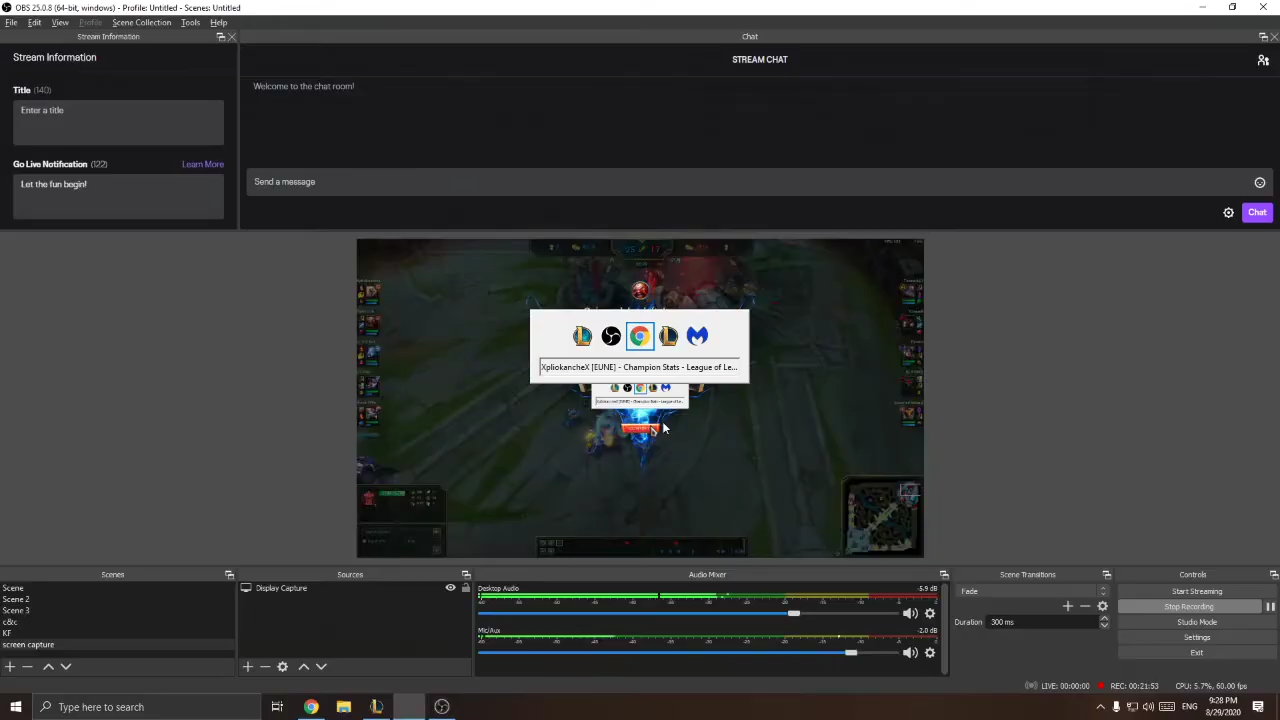 OBS 25.0.8 (64-bit, windows) - Profile: Untitled - Scenes: Untitled
File Edit View Profile Scene Collection Tools Help
Stream Information
Chat
Stream Information
STREAM CHAT
Welcome to the chat room!
Title (140)
Enter a title
Go Live Notification (122) Learn More
Let the fun begin!
Send a message
Chat
XpliokancheX [EUNE] - Champion Stats - League of Le...
Scenes
Sources
Audio Mixer
Scene Transitions
Controls
Scene
Scene 2
Scene 3
c&c
KF
screen capture
Display Capture
Desktop Audio
Mic/Aux -2.0 dB
Fade
Duration 300 ms
Start Streaming
Stop Recording
Studio Mode
Settings
Exit
LIVE: 00:00:00 REC: 00:21:53 CPU: 5.7%, 60.00 fps
Type here to search
ENG
9:28 PM
8/29/2020